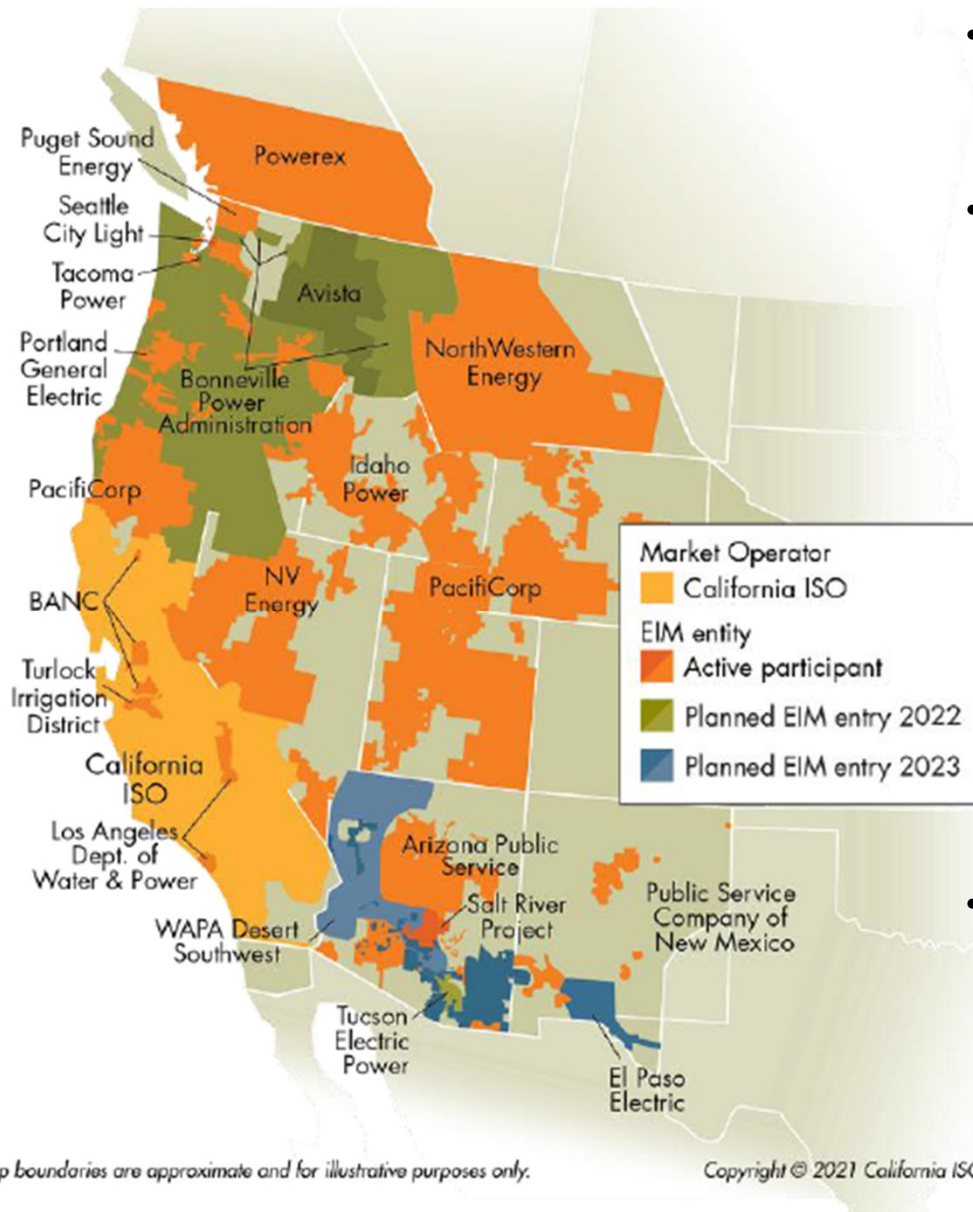 Puget Sound
Energy
Powerex
Seattle
City Light
Tacoma
Power
Avista
Portland
General
Electric
Bonneville
Power
Administration
NorthWestern
Energy
Idaho
Power
PacifiCorp
NV
Energy
PacifiCorp
BANC
Turlock
Irrigation
District
California
ISO
Los Angeles
Dept. of
Water & Power
Arizona Public
Service
Salt River
Project
Public Service
Company of
New Mexico
WAPA Desert
Southwest
Tucson
Electric
Power
El Paso
Electric
Market Operator
California ISO
EIM entity
Active participant
Planned EIM entry 2022
Planned EIM entry 2023
p boundaries are approximate and for illustrative purposes only.
Copyright © 2021 California ISO